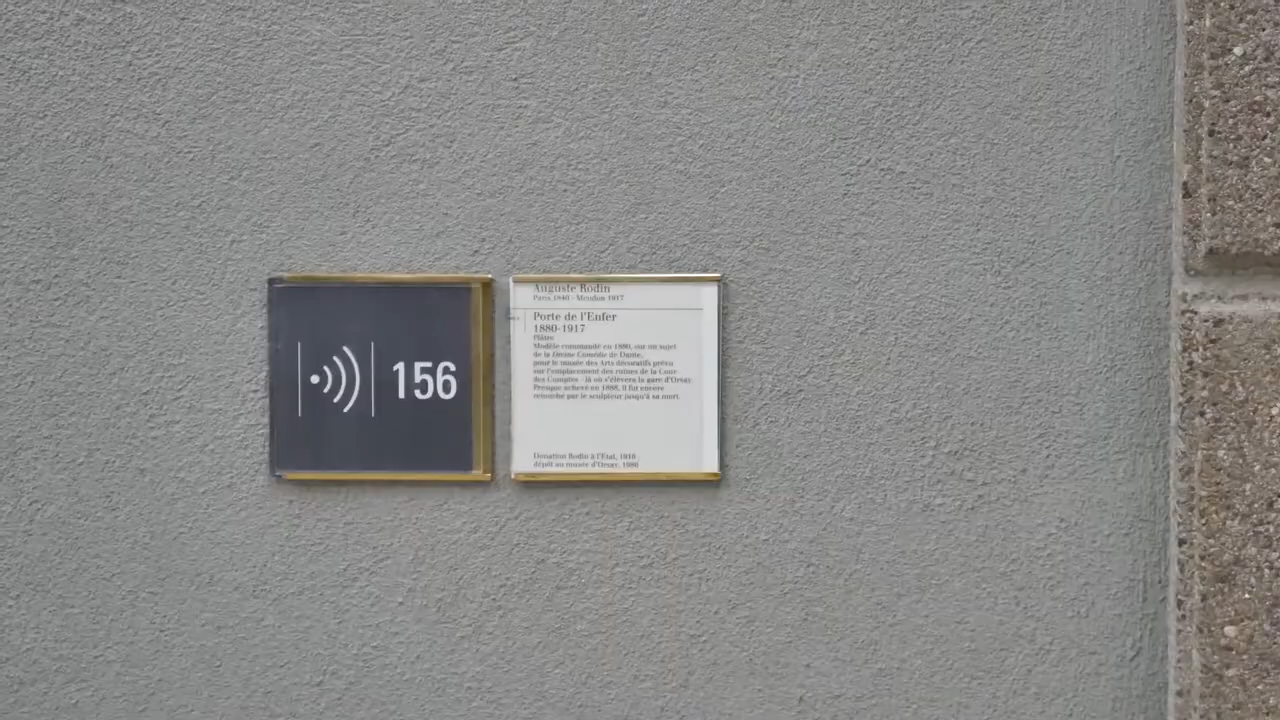 156
Auguste Rodin
Paris 1840 - Meudon 1917
Porte de l'Enfer
1880-1917
Plâtre
Modèle commandé en 1880, sur un sujet
de la Divine Comédie de Dante,
pour le musée des Arts décoratifs prévu
sur l'emplacement des ruines de la Cour
des Comptes - là où s'élèvera la gare d'Orsay.
Presque achevé en 1888, il fut encore
remanié par le sculpteur jusqu'à sa mort.
Donation Rodin à l'État, 1916
dépôt au musée d'Orsay, 1986